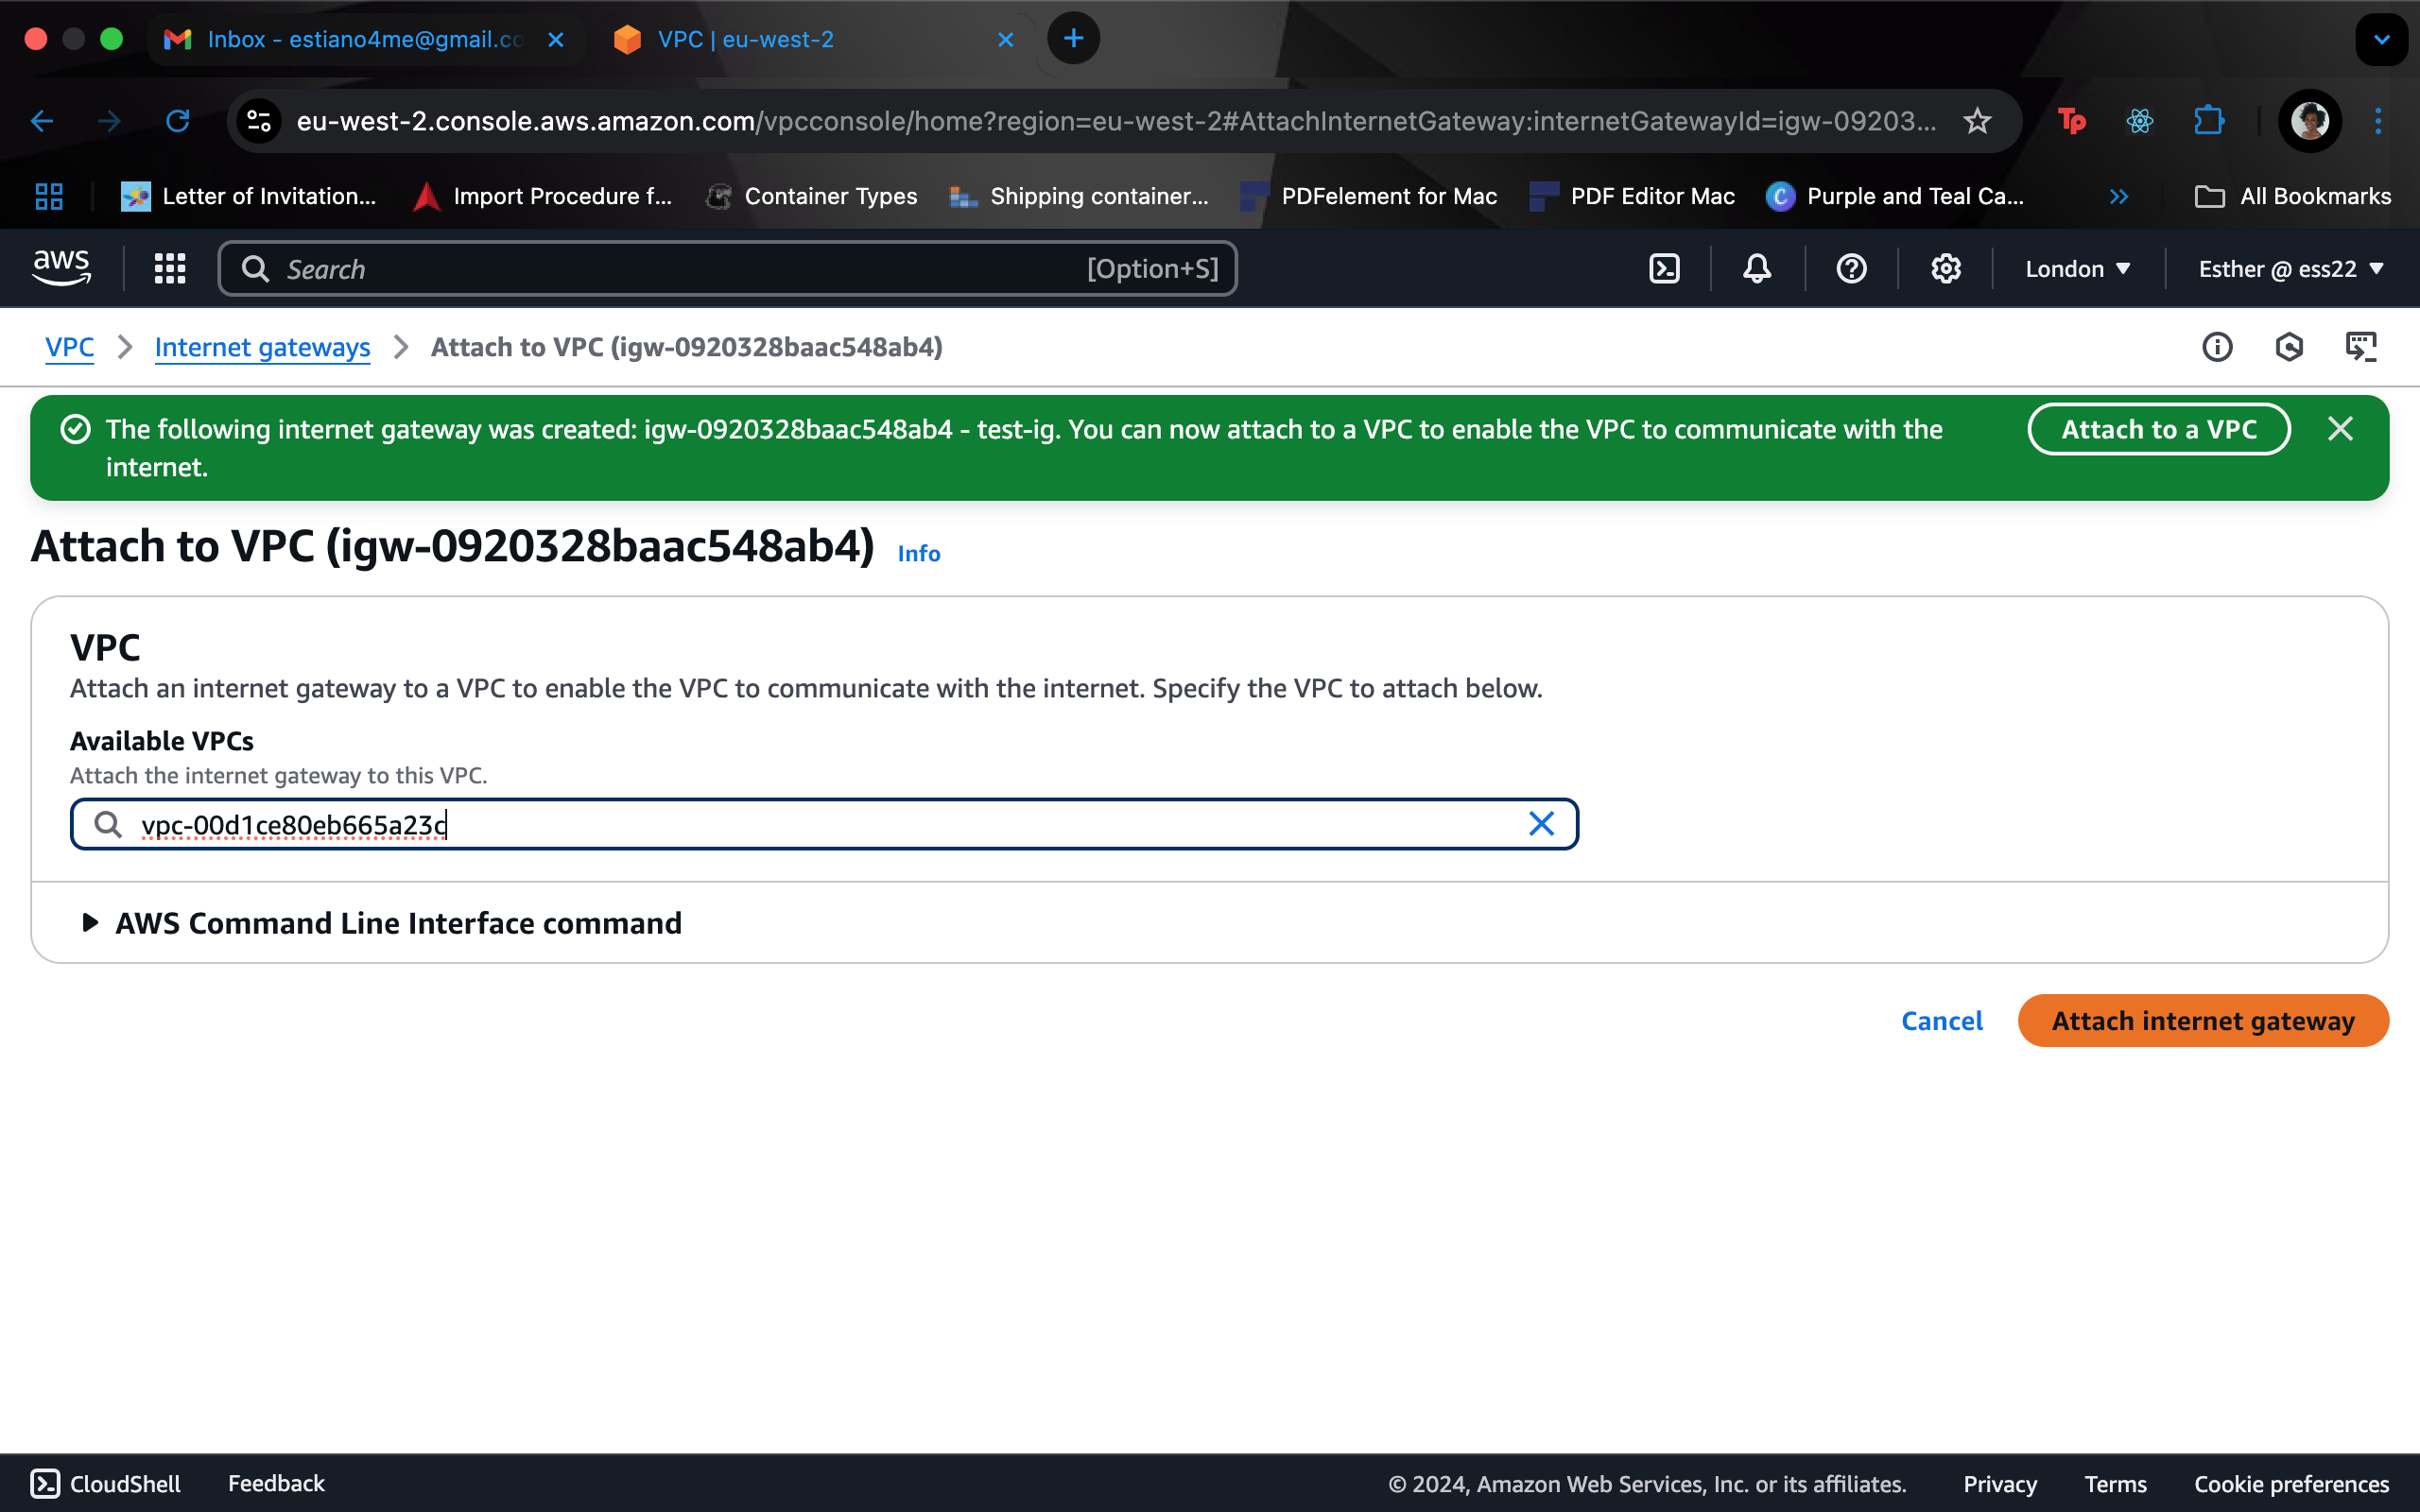 Inbox - estiano4me@gmail.co
VPC | eu-west-2
eu-west-2.console.aws.amazon.com/vpcconsole/home?region=eu-west-2#AttachInternetGateway:internetGatewayId=igw-09203...
Tp
Letter of Invitation...
Import Procedure f...
Container Types
Shipping container...
PDFelement for Mac
PDF Editor Mac
Purple and Teal Ca...
All Bookmarks
aws
Search
[Option+S]
London
Esther @ ess22
VPC
Internet gateways
Attach to VPC (igw-0920328baac548ab4)
The following internet gateway was created: igw-0920328baac548ab4 - test-ig. You can now attach to a VPC to enable the VPC to communicate with the
internet.
Attach to a VPC
Attach to VPC (igw-0920328baac548ab4)
Info
VPC
Attach an internet gateway to a VPC to enable the VPC to communicate with the internet. Specify the VPC to attach below.
Available VPCs
Attach the internet gateway to this VPC.
vpc-00d1ce80eb665a23c
AWS Command Line Interface command
Cancel
Attach internet gateway
CloudShell
Feedback
© 2024, Amazon Web Services, Inc. or its affiliates.
Privacy
Terms
Cookie preferences